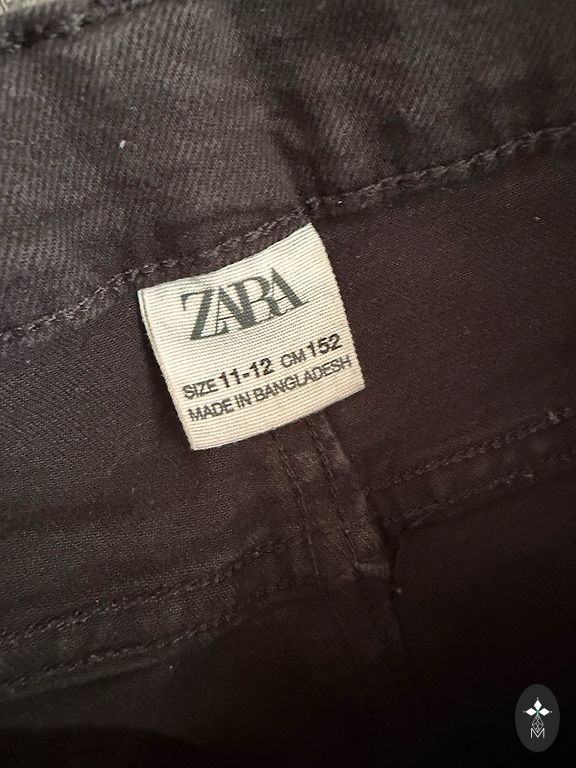 ZARA
SIZE 11-12 CM 152
MADE IN BANGLADESH
M